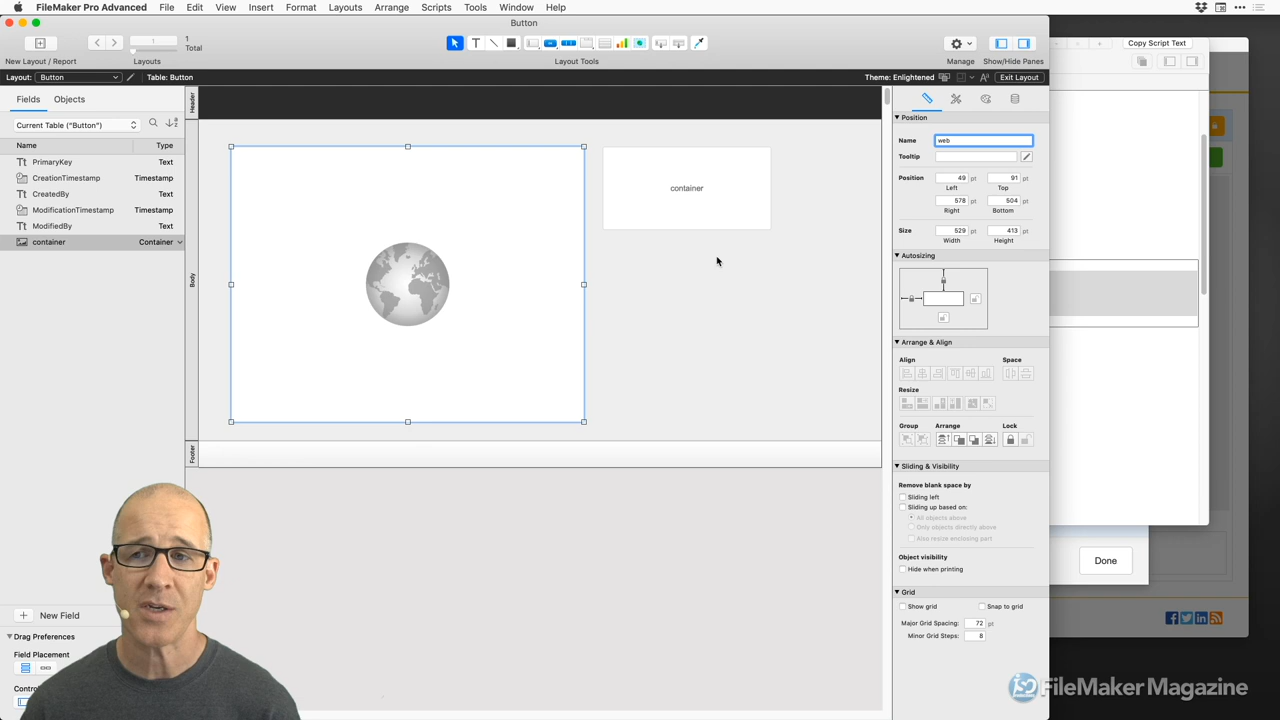 FileMaker Pro Advanced File Edit View Insert Format Layouts Arrange Scripts Tools Window Help
Button
1
1
Total
New Layout / Report
Layouts
Layout Tools
Manage
Show/Hide Panes
Copy Script Text
Layout: Button
Table: Button
Theme: Enlightened
Exit Layout
Fields Objects
Current Table ("Button")
Name Type
PrimaryKey Text
CreationTimestamp Timestamp
CreatedBy Text
ModificationTimestamp Timestamp
ModifiedBy Text
container Container
Header
Body
Footer
container
Position
Name web
Tooltip
Position 49 pt 91 pt
Left Top
578 pt 504 pt
Right Bottom
Size 529 pt 413 pt
Width Height
Autosizing
Arrange & Align
Align Space
Resize
Group Arrange Lock
Sliding & Visibility
Remove blank space by
Sliding left
Sliding up based on:
All objects above
Only objects directly above
Also resize enclosing part
Object visibility
Hide when printing
Grid
Show grid Snap to grid
Major Grid Spacing: 72 pt
Minor Grid Steps: 8
Done
New Field
Drag Preferences
Field Placement
Control
FileMaker Magazine